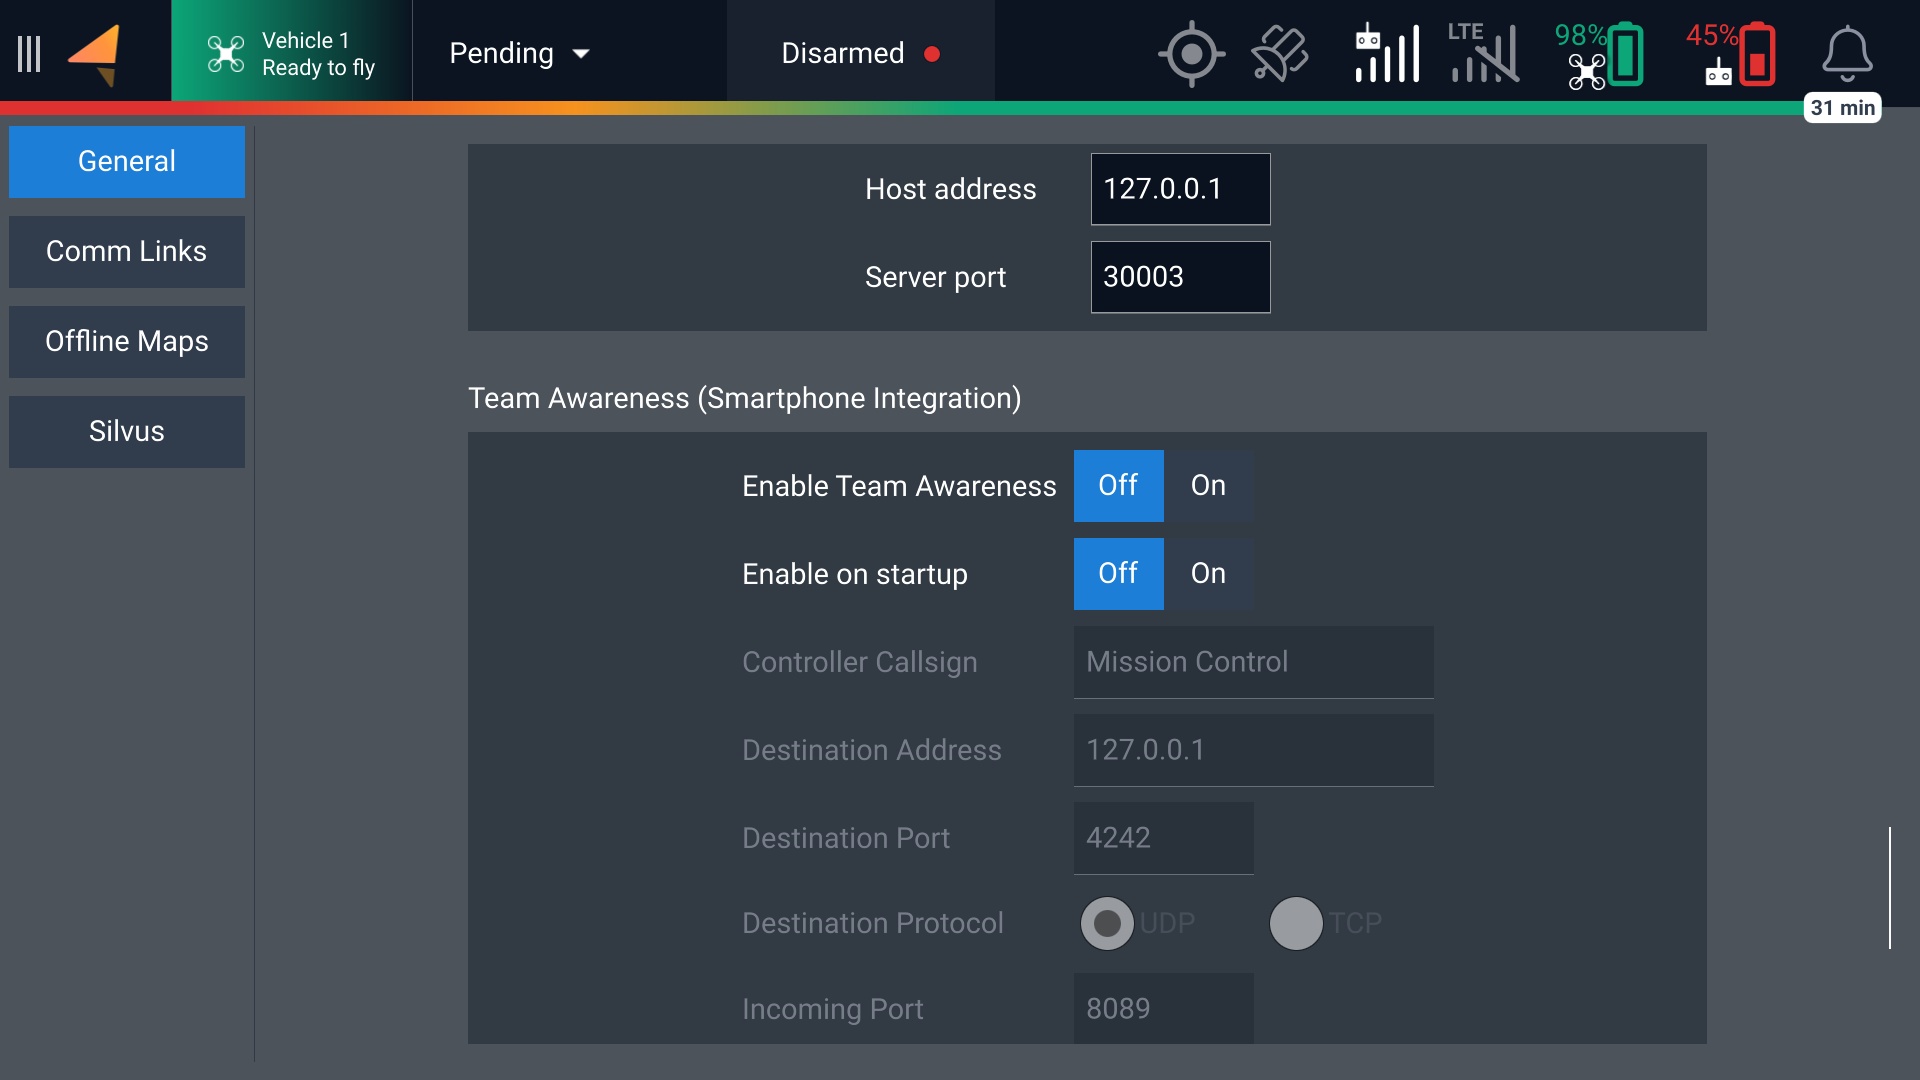 Vehicle 1
Ready to fly
Pending
Disarmed
LTE
98%
45%
31 min
General
Comm Links
Offline Maps
Silvus
Host address
127.0.0.1
Server port
30003
Team Awareness (Smartphone Integration)
Enable Team Awareness
Off
On
Enable on startup
Off
On
Controller Callsign
Mission Control
Destination Address
127.0.0.1
Destination Port
4242
Destination Protocol
UDP
TCP
Incoming Port
8089